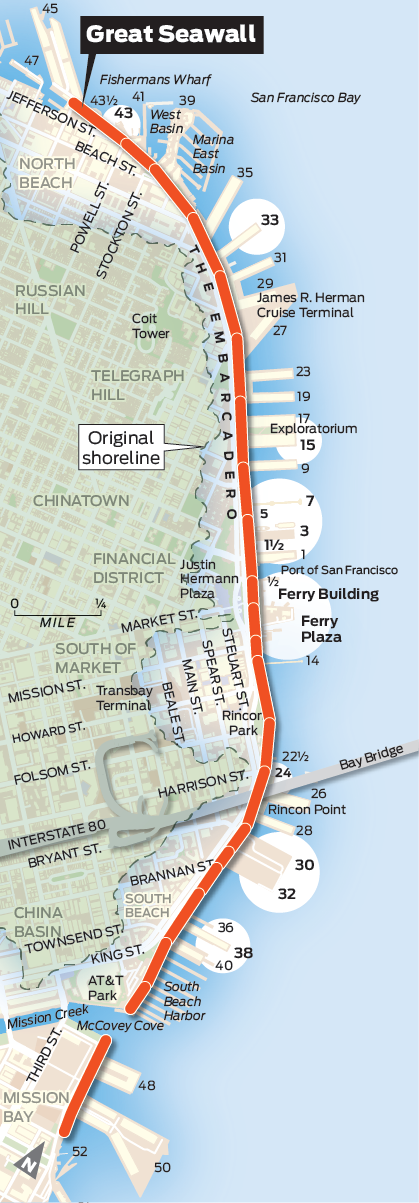 45
Great Seawall
47
Fishermans Wharf
JEFFERSON ST.
43½
41
39
43
San Francisco Bay
West
Basin
BEACH ST.
Marina
East
Basin
NORTH
BEACH
35
POWELL ST.
STOCKTON ST.
33
THE EMBARCADERO
31
RUSSIAN
HILL
29
James R. Herman
Cruise Terminal
Coit
Tower
27
TELEGRAPH
HILL
23
19
17
Exploratorium
15
Original
shoreline
9
CHINATOWN
7
5
3
1½
1
FINANCIAL
DISTRICT
Justin
Hermann
Plaza
Port of San Francisco
½
Ferry Building
0
¼
MILE
MARKET ST.
Ferry
Plaza
SOUTH OF
MARKET
STEUART ST.
SPEAR ST.
MAIN ST.
BEALE ST.
14
MISSION ST.
Transbay
Terminal
Rincon
Park
HOWARD ST.
22½
Bay Bridge
FOLSOM ST.
24
HARRISON ST.
26
Rincon Point
INTERSTATE 80
28
BRYANT ST.
30
BRANNAN ST.
32
SOUTH
BEACH
CHINA
BASIN
36
TOWNSEND ST.
38
KING ST.
40
AT&T
Park
South
Beach
Harbor
Mission Creek
McCovey Cove
THIRD ST.
48
MISSION
BAY
52
50
N